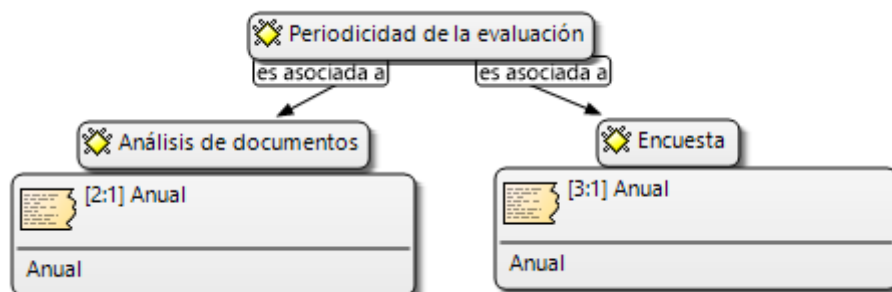 Periodicidad de la evaluación
es asociada a
es asociada a
Análisis de documentos
Encuesta
[2:1] Anual
Anual
[3:1] Anual
Anual